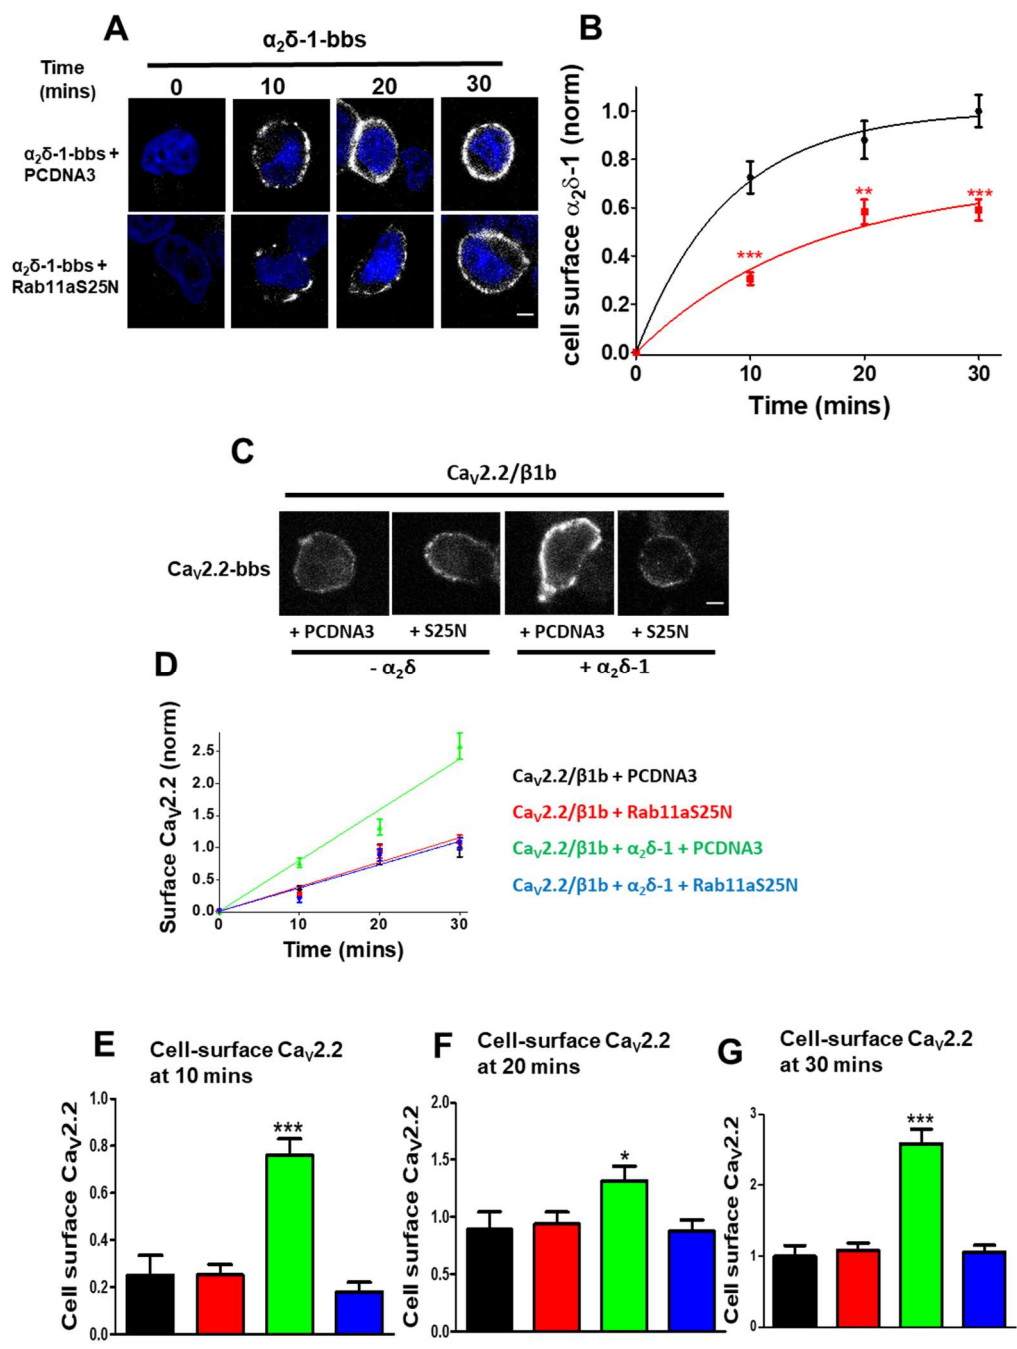 A
α2δ-1-bbs
Time
(mins)
0 10 20 30
α2δ-1-bbs +
PCDNA3
α2δ-1-bbs +
Rab11aS25N
B
cell surface α2δ-1 (norm)
1.0
0.8
0.6
0.4
0.2
0.0
***
**
***
0 10 20 30
Time (mins)
C
CaV2.2/β1b
CaV2.2-bbs
+ PCDNA3 + S25N + PCDNA3 + S25N
- α2δ + α2δ-1
D
Surface CaV2.2 (norm)
2.5
2.0
1.5
1.0
0.5
0.0
0 10 20 30
Time (mins)
CaV2.2/β1b + PCDNA3
CaV2.2/β1b + Rab11aS25N
CaV2.2/β1b + α2δ-1 + PCDNA3
CaV2.2/β1b + α2δ-1 + Rab11aS25N
E
Cell-surface CaV2.2
at 10 mins
Cell surface CaV2.2
1.0
0.8
0.6
0.4
0.2
0.0
***
F
Cell-surface CaV2.2
at 20 mins
Cell surface CaV2.2
2.0
1.5
1.0
0.5
0.0
*
G
Cell-surface CaV2.2
at 30 mins
Cell surface CaV2.2
3
2
1
0
***